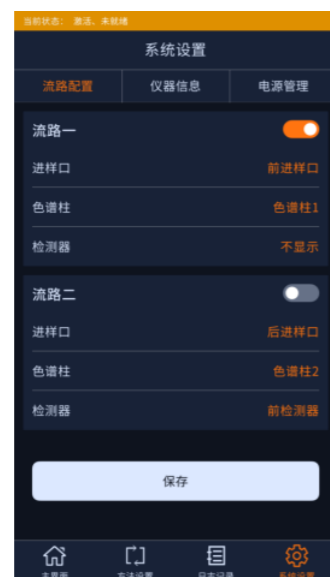 当前状态： 激活、未就绪
系统设置
流路配置 仪器信息 电源管理
流路一
进样口 前进样口
色谱柱 色谱柱1
检测器 不显示
流路二
进样口 后进样口
色谱柱 色谱柱2
检测器 前检测器
保存
主界面 方法设置 日志记录 系统设置